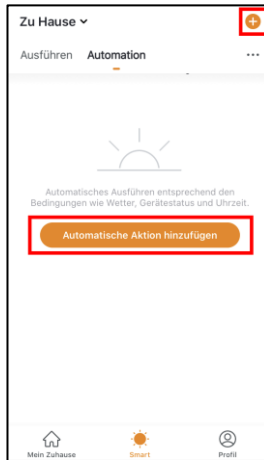 Zu Hause
Ausführen Automation
Automatisches Ausführen entsprechend den
Bedingungen wie Wetter, Gerätestatus und Uhrzeit.
Automatische Aktion hinzufügen
Mein Zuhause Smart Profil